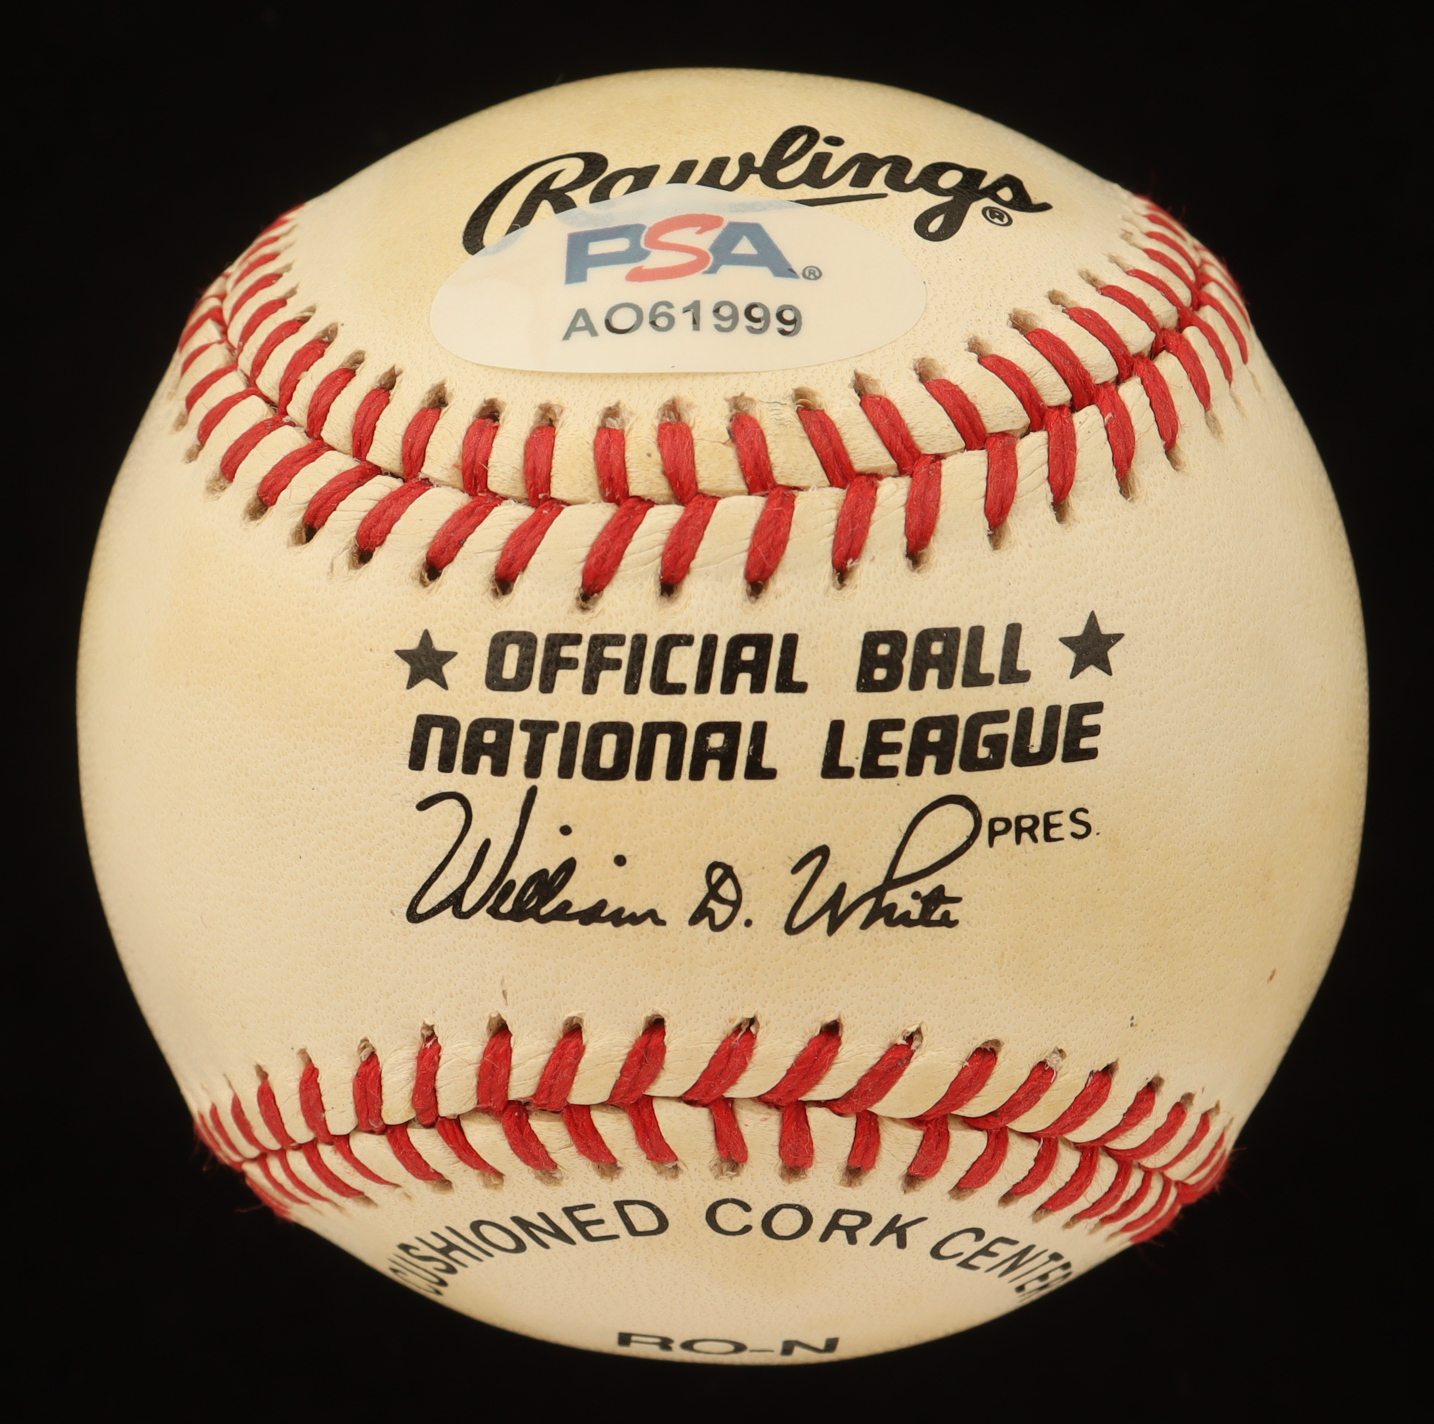 Rawlings®
PSA®
AO61999
★ OFFICIAL BALL ★
NATIONAL LEAGUE
William D. White PRES.
CUSHIONED CORK CENTER
RO-N